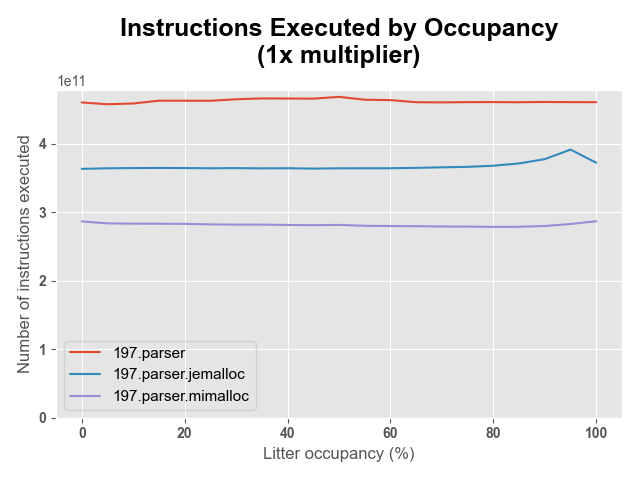 Instructions Executed by Occupancy
(1x multiplier)
1e11
Number of instructions executed
4
3
2
1
0
197.parser
197.parser.jemalloc
197.parser.mimalloc
0 20 40 60 80 100
Litter occupancy (%)